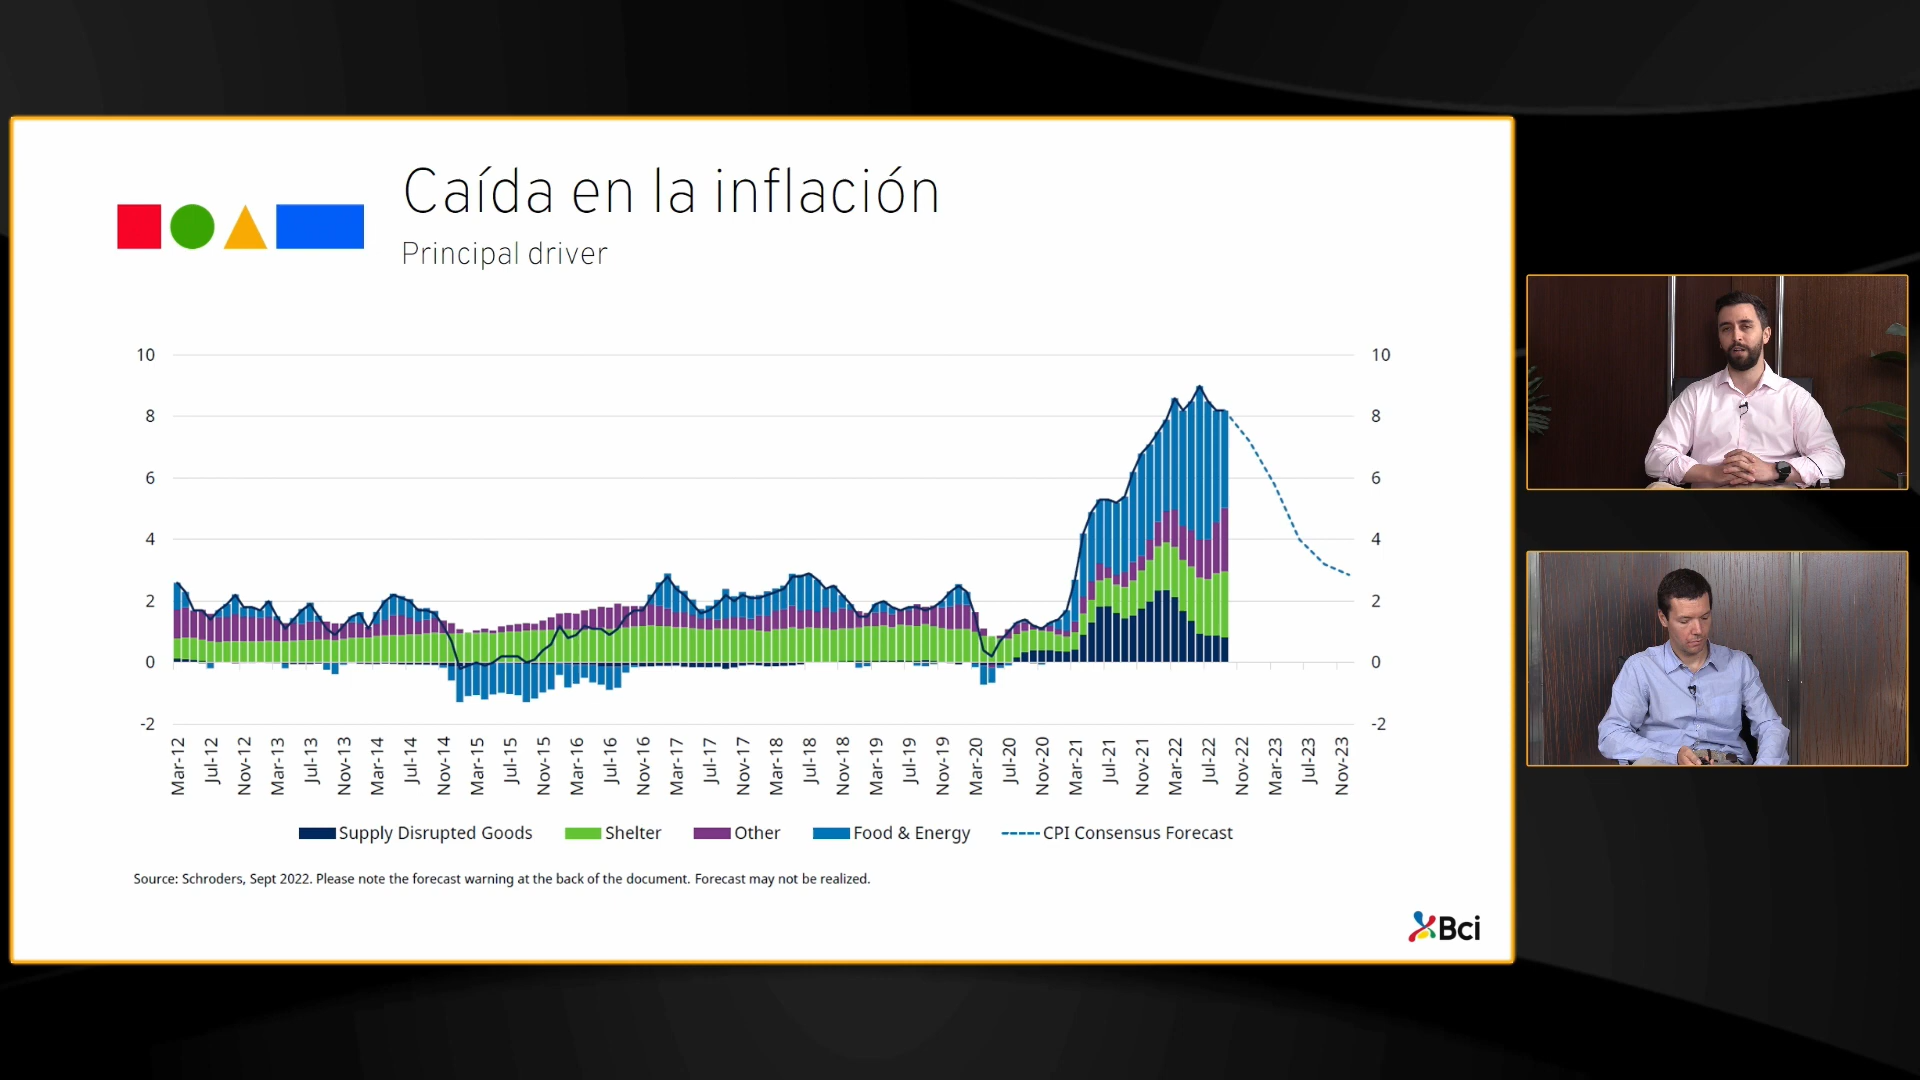 Caída en la inflación
Principal driver
10 10
8 8
6 6
4 4
2 2
0 0
-2 -2
Mar-12 Jul-12 Nov-12 Mar-13 Jul-13 Nov-13 Mar-14 Jul-14 Nov-14 Mar-15 Jul-15 Nov-15 Mar-16 Jul-16 Nov-16 Mar-17 Jul-17 Nov-17 Mar-18 Jul-18 Nov-18 Mar-19 Jul-19 Nov-19 Mar-20 Jul-20 Nov-20 Mar-21 Jul-21 Nov-21 Mar-22 Jul-22 Nov-22 Mar-23 Jul-23 Nov-23
Supply Disrupted Goods Shelter Other Food & Energy CPI Consensus Forecast
Source: Schroders, Sept 2022. Please note the forecast warning at the back of the document. Forecast may not be realized.
Bci